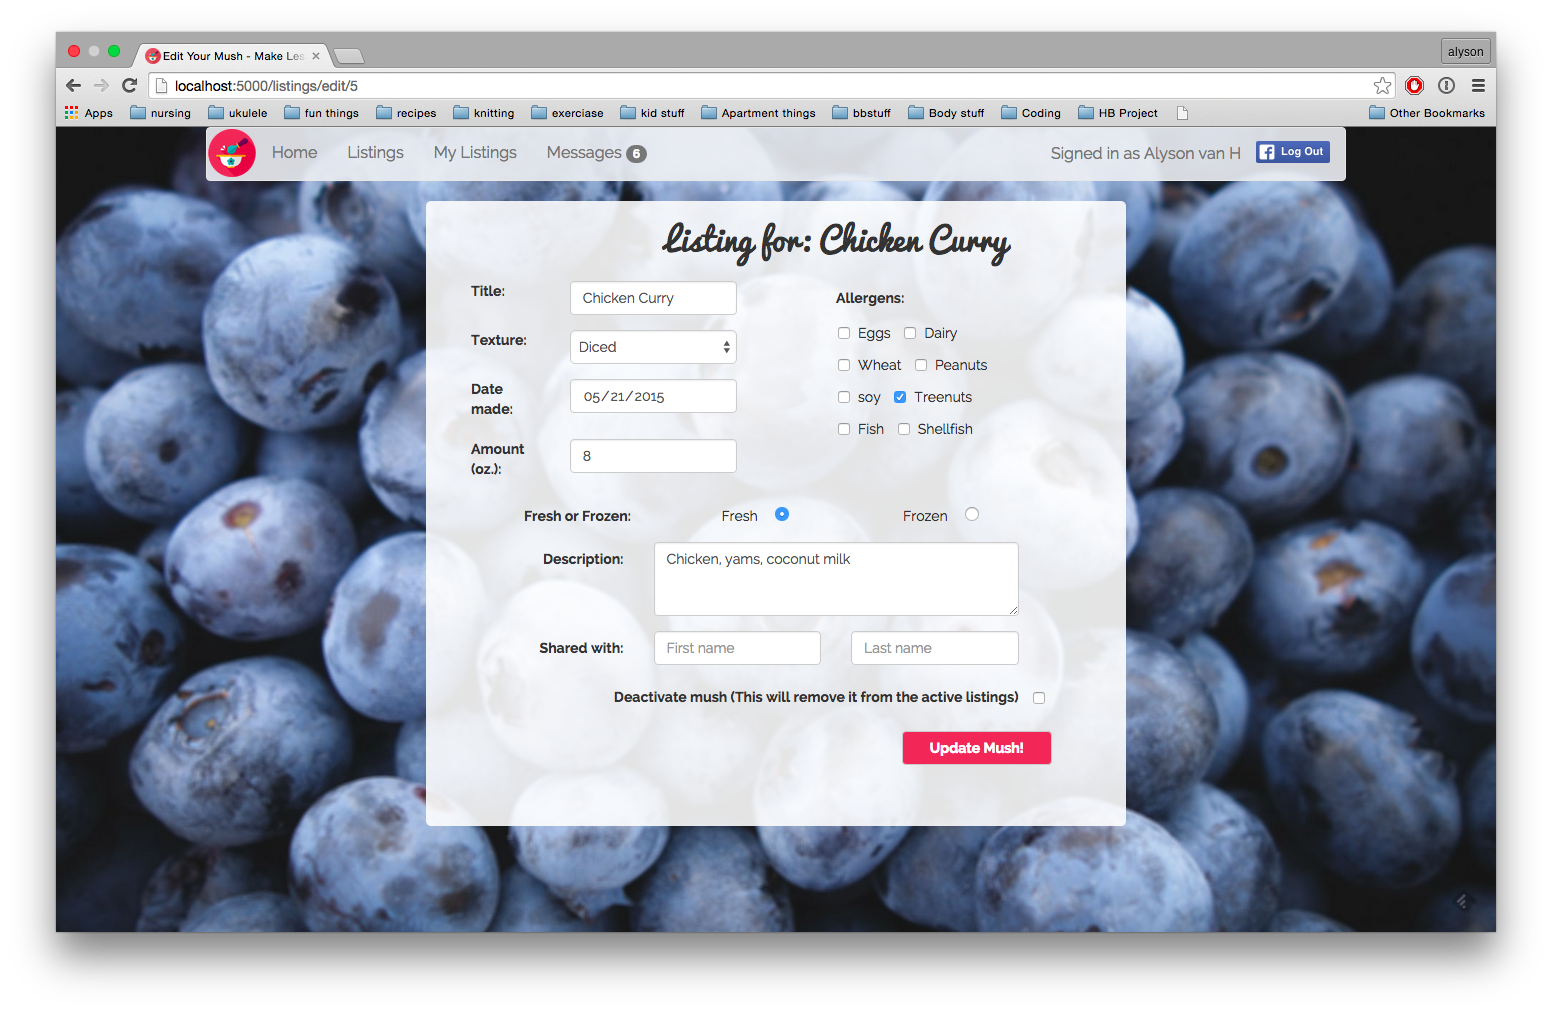 Edit Your Mush - Make Les
alyson
localhost:5000/listings/edit/5
Apps nursing ukulele fun things recipes knitting exerciase kid stuff Apartment things bbstuff Body stuff Coding HB Project Other Bookmarks
Home Listings My Listings Messages 6 Signed in as Alyson van H Log Out
Listing for: Chicken Curry
Title: Chicken Curry
Texture: Diced
Date made: 05/21/2015
Amount (oz.): 8
Allergens:
Eggs Dairy
Wheat Peanuts
soy Treenuts
Fish Shellfish
Fresh or Frozen: Fresh Frozen
Description: Chicken, yams, coconut milk
Shared with: First name Last name
Deactivate mush (This will remove it from the active listings)
Update Mush!